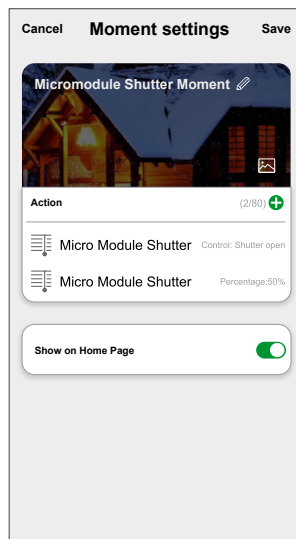 Cancel Moment settings Save
Micromodule Shutter Moment
Action (2/80)
Micro Module Shutter Control: Shutter open
Micro Module Shutter Percentage:50%
Show on Home Page